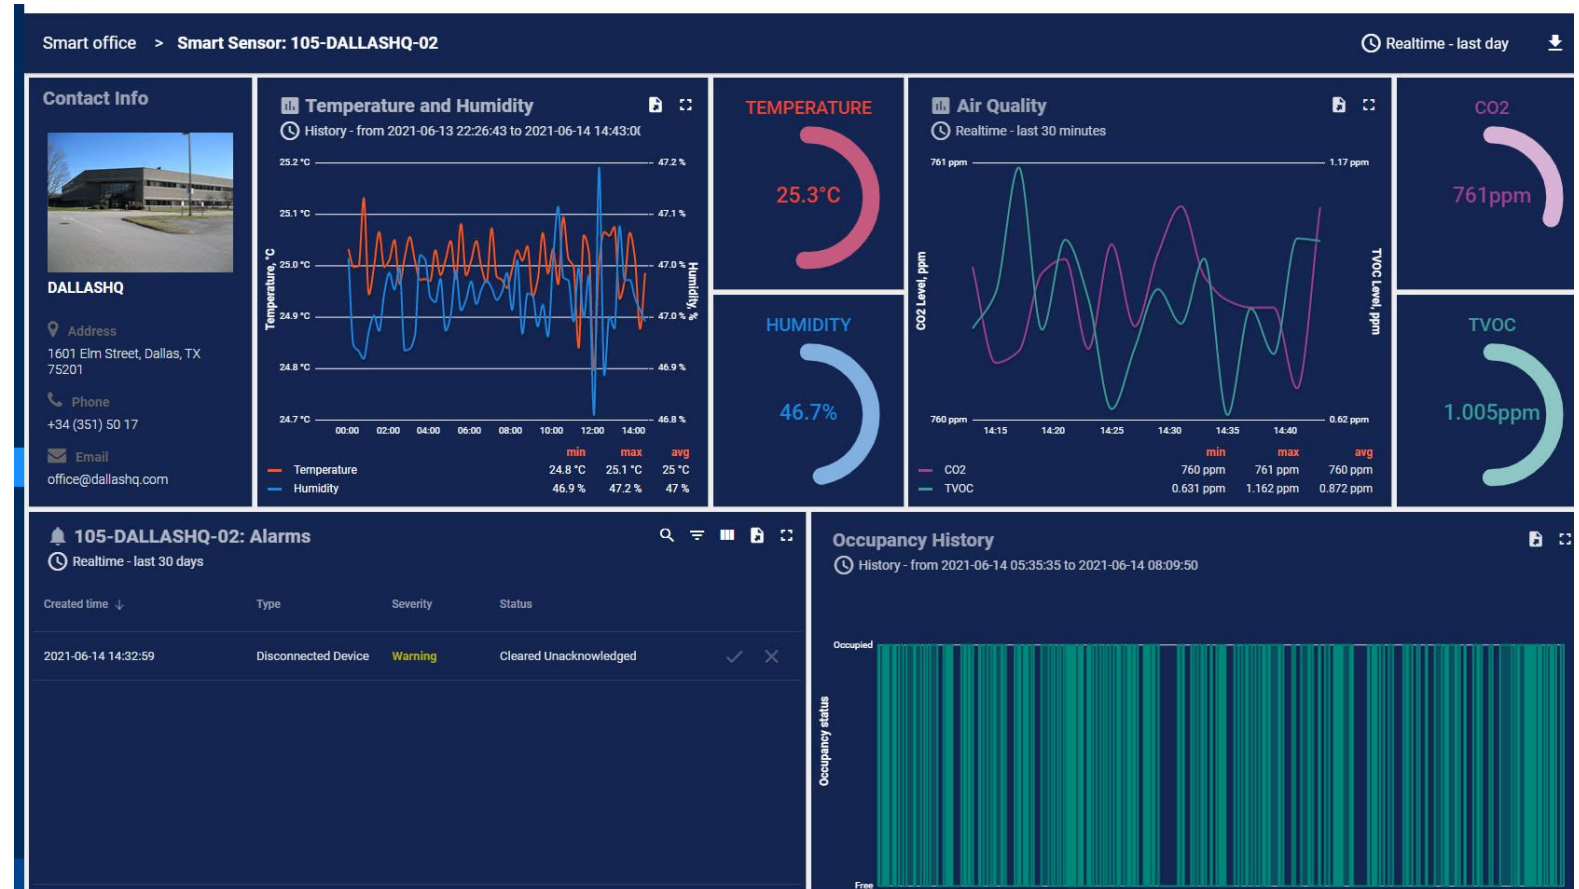 Smart office > Smart Sensor: 105-DALLASHQ-02
Realtime - last day
Contact Info
DALLASHQ
Address
1601 Elm Street, Dallas, TX
75201
Phone
+34 (351) 50 17
Email
office@dallashq.com
Temperature and Humidity
History - from 2021-06-13 22:26:43 to 2021-06-14 14:43:0(
25.2 °C
25.1 °C
25.0 °C
24.9 °C
24.8 °C
24.7 °C
Temperature, °C
47.2 %
47.1 %
47.0 %
47.0 %
46.9 %
46.8 %
Humidity, %
00:00 02:00 04:00 06:00 08:00 10:00 12:00 14:00
min max avg
Temperature 24.8 °C 25.1 °C 25 °C
Humidity 46.9 % 47.2 % 47 %
TEMPERATURE
25.3°C
HUMIDITY
46.7%
Air Quality
Realtime - last 30 minutes
761 ppm
760 ppm
CO2 Level, ppm
1.17 ppm
0.62 ppm
TVOC Level, ppm
14:15 14:20 14:25 14:30 14:35 14:40
min max avg
CO2 760 ppm 761 ppm 760 ppm
TVOC 0.631 ppm 1.162 ppm 0.872 ppm
CO2
761ppm
TVOC
1.005ppm
105-DALLASHQ-02: Alarms
Realtime - last 30 days
Created time ↓ Type Severity Status
2021-06-14 14:32:59 Disconnected Device Warning Cleared Unacknowledged
Occupancy History
History - from 2021-06-14 05:35:35 to 2021-06-14 08:09:50
Occupied
Occupancy status
Free